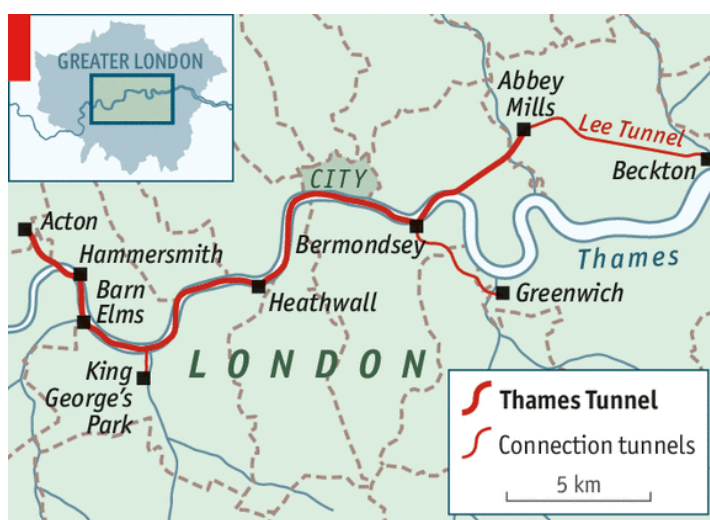 GREATER LONDON
Abbey
Mills
Lee Tunnel
Beckton
CITY
Acton
Hammersmith
Bermondsey
Thames
Barn
Elms
Heathwall
Greenwich
King
George's
Park
LONDON
Thames Tunnel
Connection tunnels
5 km